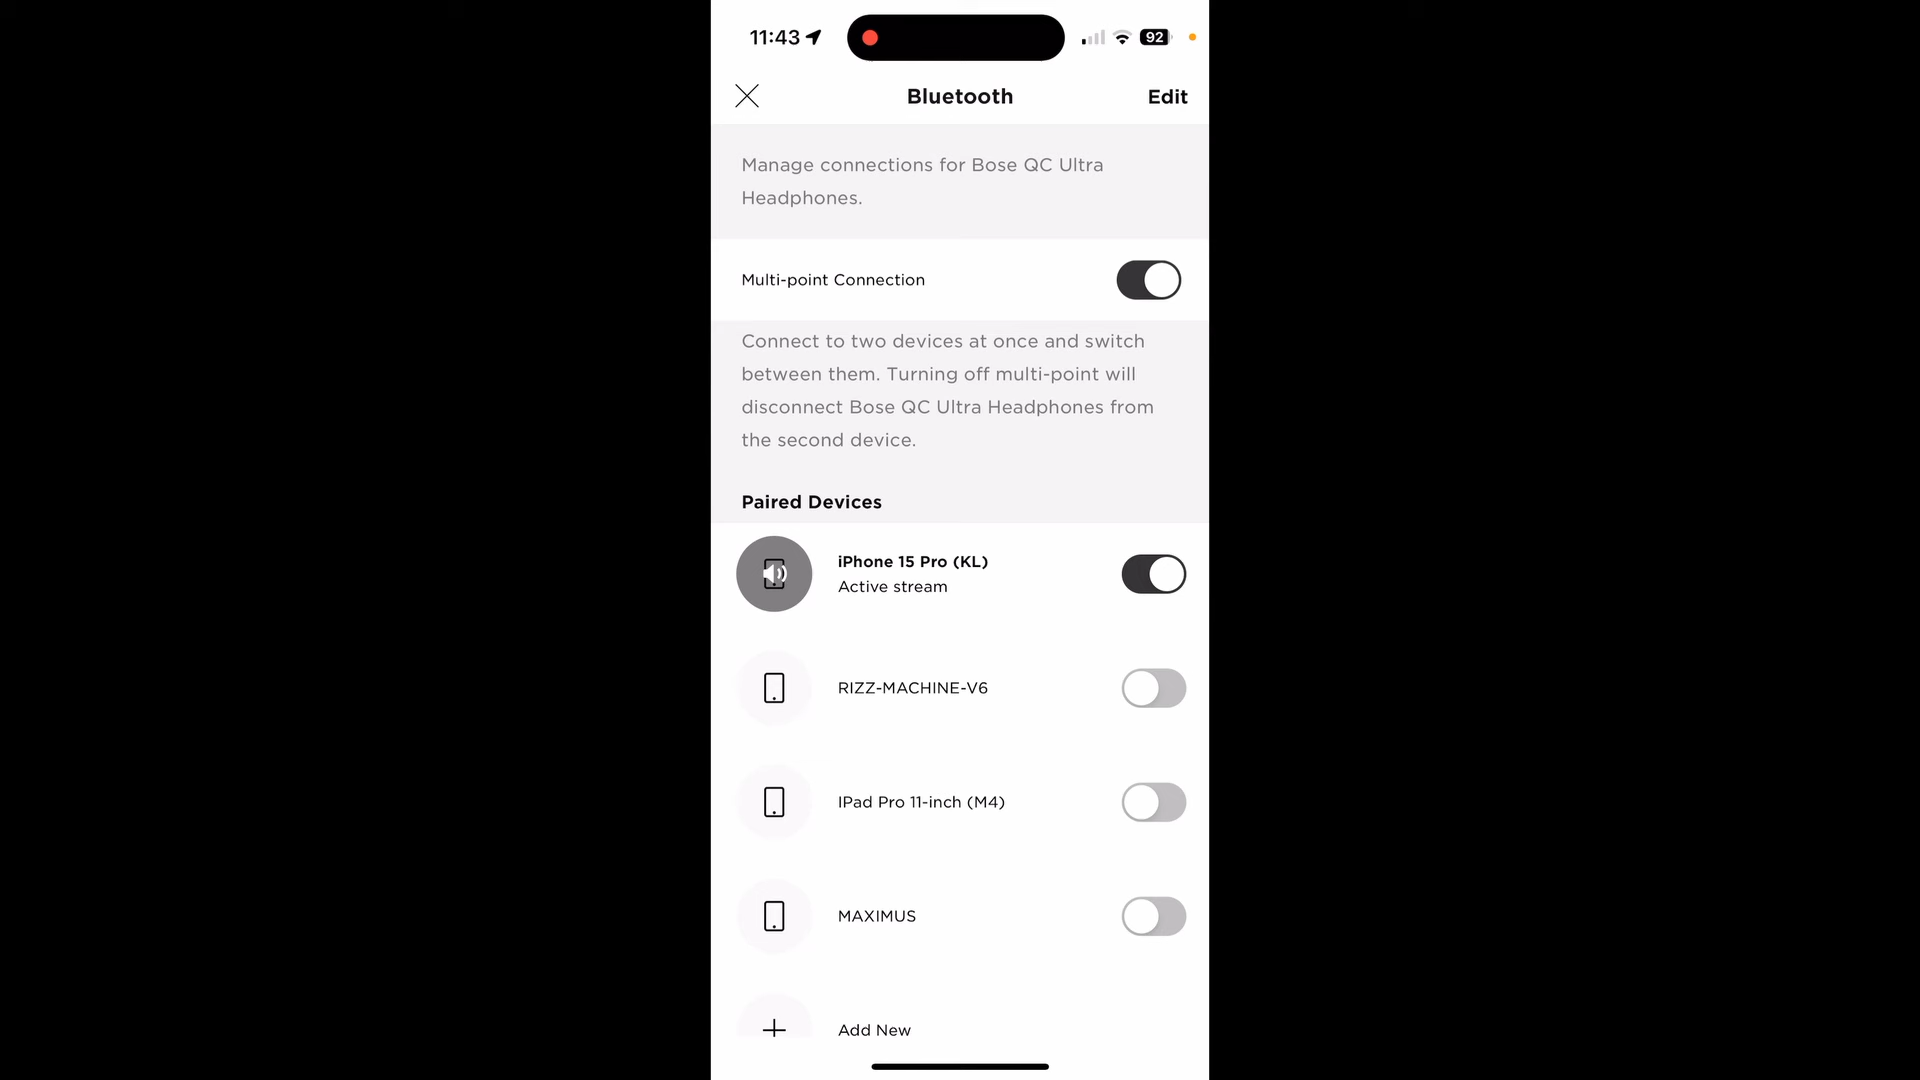 11:43
92
Bluetooth
Edit
Manage connections for Bose QC Ultra
Headphones.
Multi-point Connection
Connect to two devices at once and switch
between them. Turning off multi-point will
disconnect Bose QC Ultra Headphones from
the second device.
Paired Devices
iPhone 15 Pro (KL)
Active stream
RIZZ-MACHINE-V6
IPad Pro 11-inch (M4)
MAXIMUS
Add New